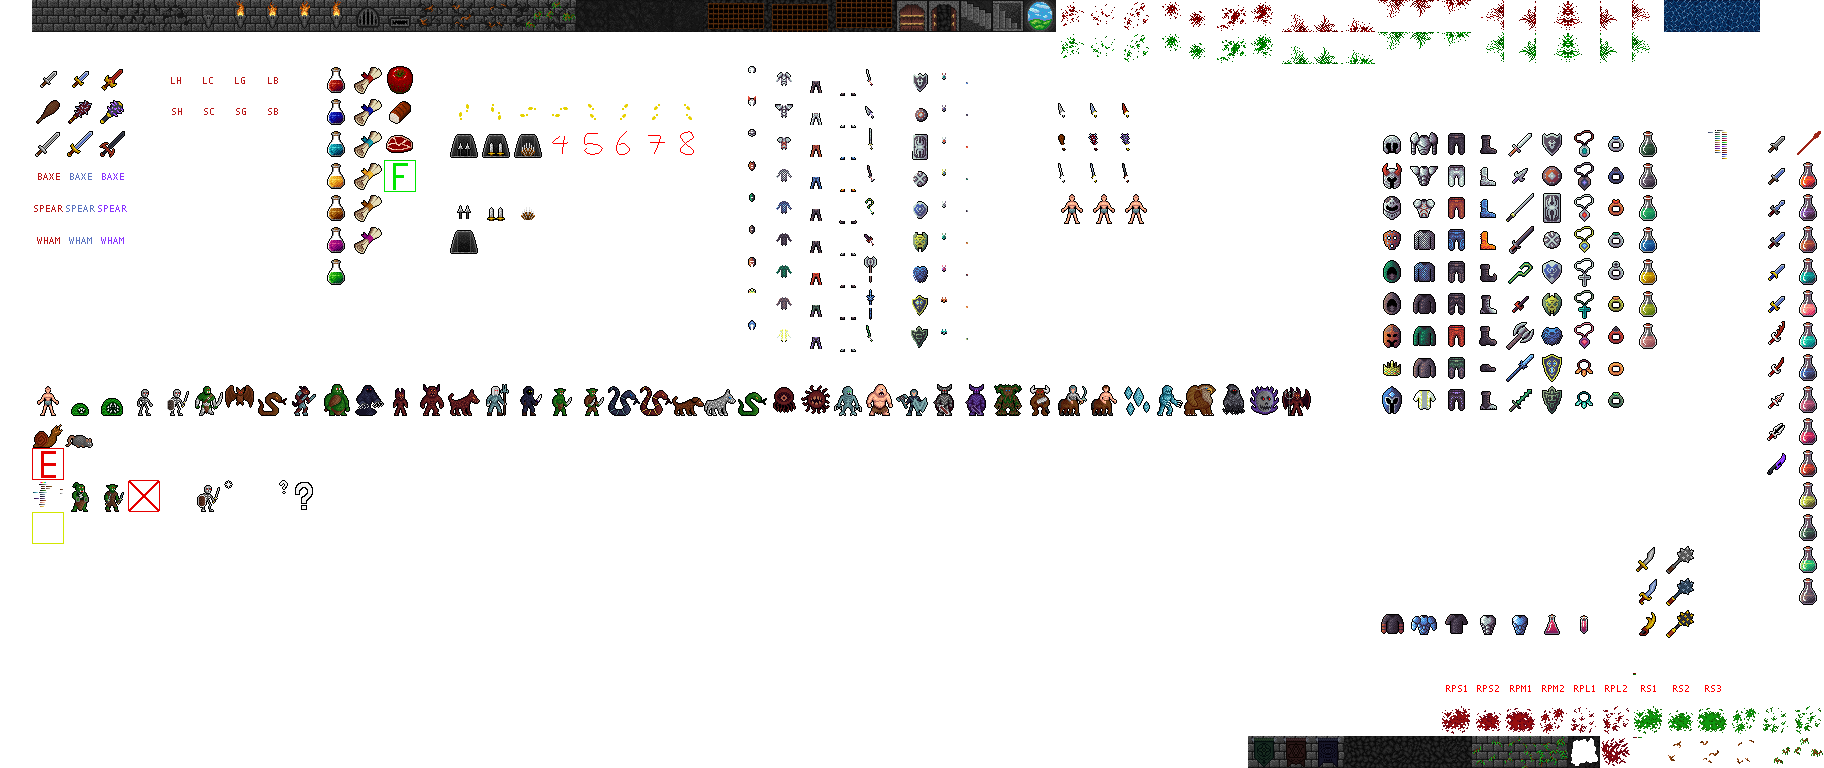 LH LC LG LB
SH SC SG SB
4 5 6 7 8
F
BAXE BAXE BAXE
SPEAR SPEAR SPEAR
WHAM WHAM WHAM
E
? ?
RPS1 RPS2 RPM1 RPM2 RPL1 RPL2 RS1 RS2 RS3